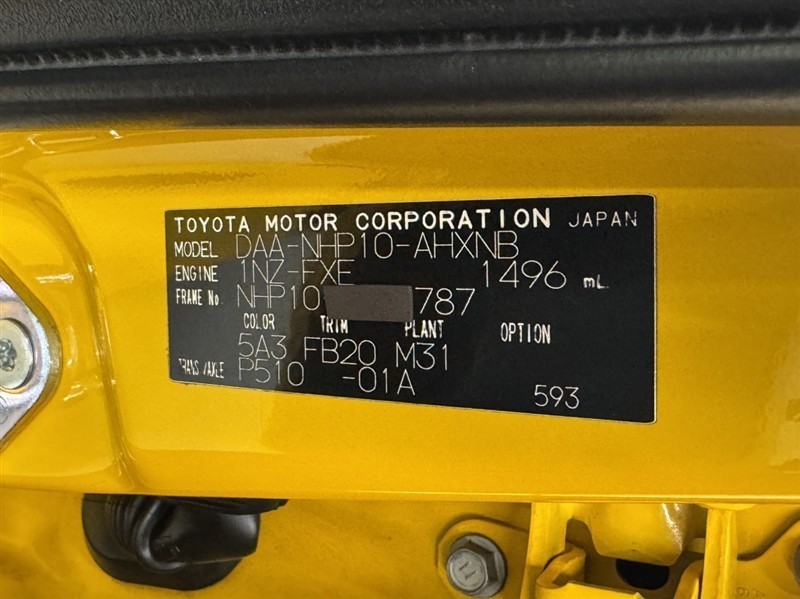 TOYOTA MOTOR CORPORATION JAPAN
MODEL DAA-NHP10-AHXNB
ENGINE 1NZ-FXE 1496 mL
FRAME No. NHP10 787
COLOR TRIM PLANT OPTION
5A3 FB20 M31
TRANS/AXLE P510 -01A
593